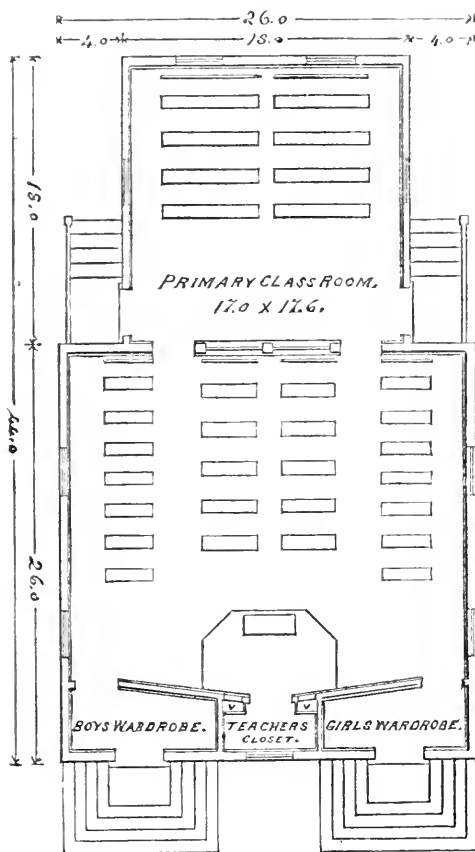 26.0
4.0 18.0 4.0
18.0
PRIMARY CLASS ROOM.
17.0 X 17.6.
44.0
26.0
V V
BOYS WARDROBE. TEACHERS CLOSET. GIRLS WARDROBE.